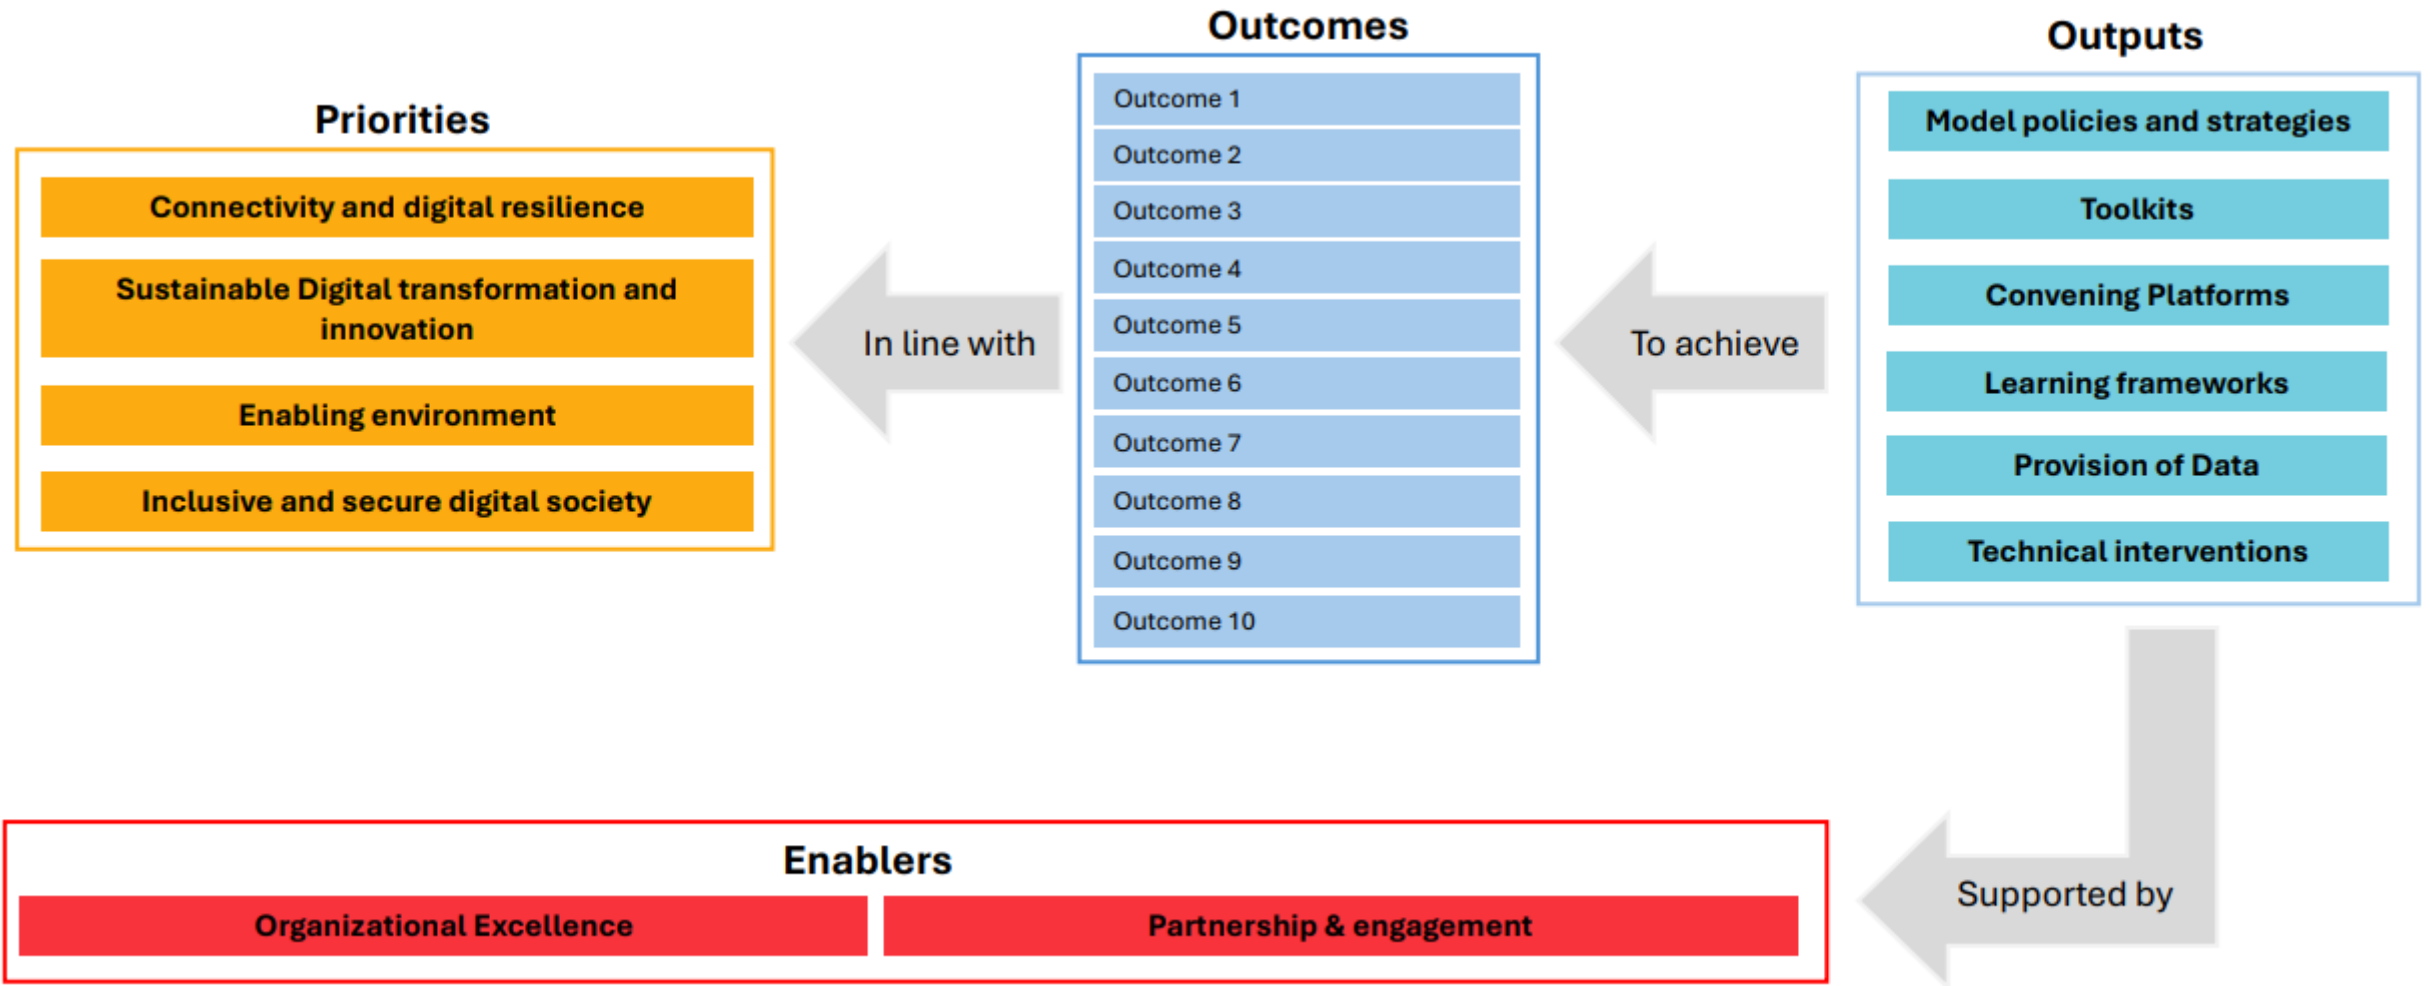 Priorities
Connectivity and digital resilience
Sustainable Digital transformation and
innovation
Enabling environment
Inclusive and secure digital society
In line with
Outcomes
Outcome 1
Outcome 2
Outcome 3
Outcome 4
Outcome 5
Outcome 6
Outcome 7
Outcome 8
Outcome 9
Outcome 10
To achieve
Outputs
Model policies and strategies
Toolkits
Convening Platforms
Learning frameworks
Provision of Data
Technical interventions
Supported by
Enablers
Organizational Excellence
Partnership & engagement